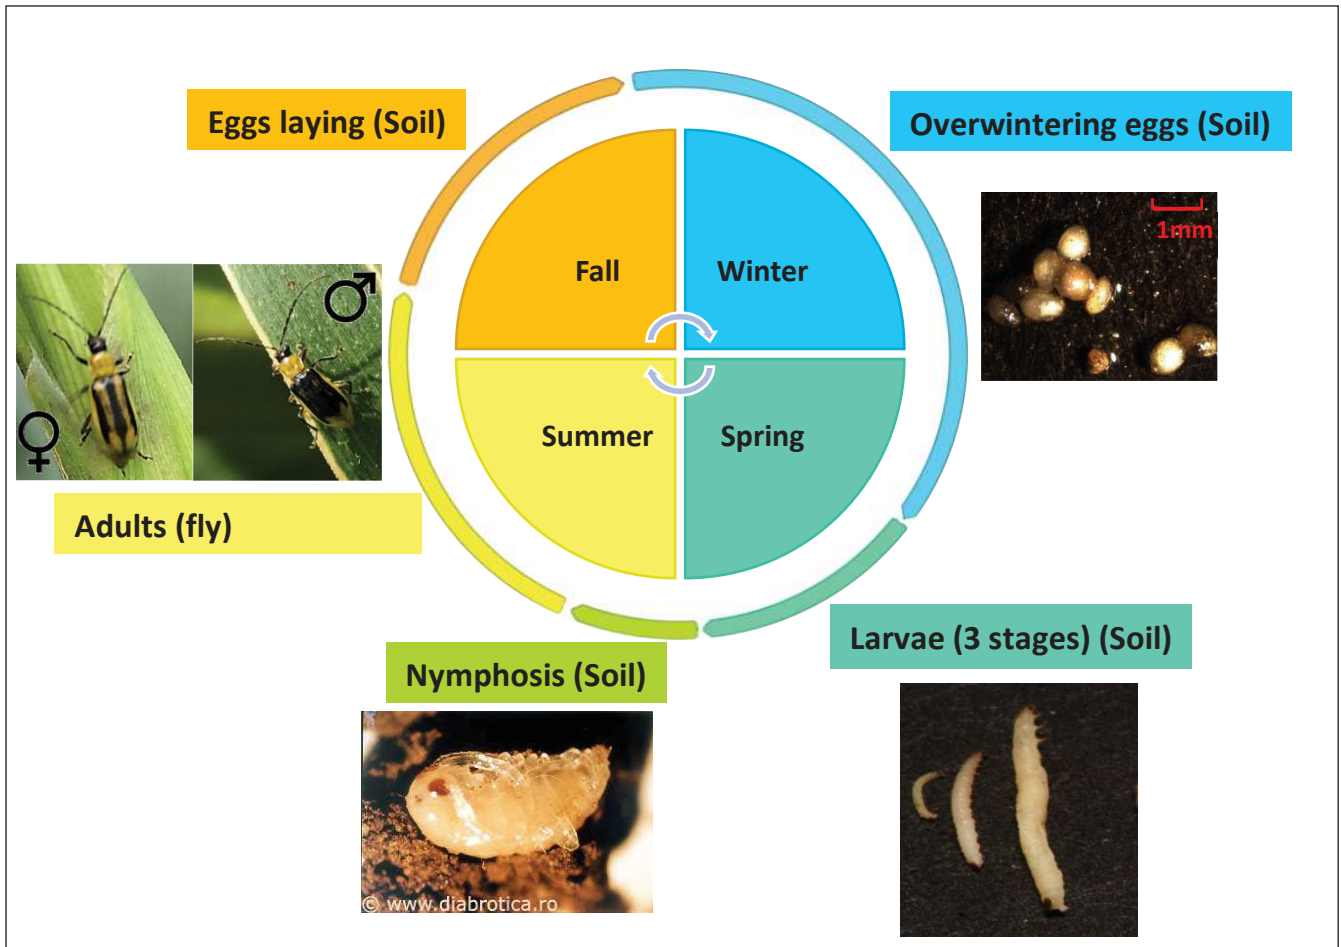 Eggs laying (Soil)
Overwintering eggs (Soil)
1mm
Fall
Winter
Summer
Spring
Adults (fly)
Larvae (3 stages) (Soil)
Nymphosis (Soil)
© www.diabrotica.ro